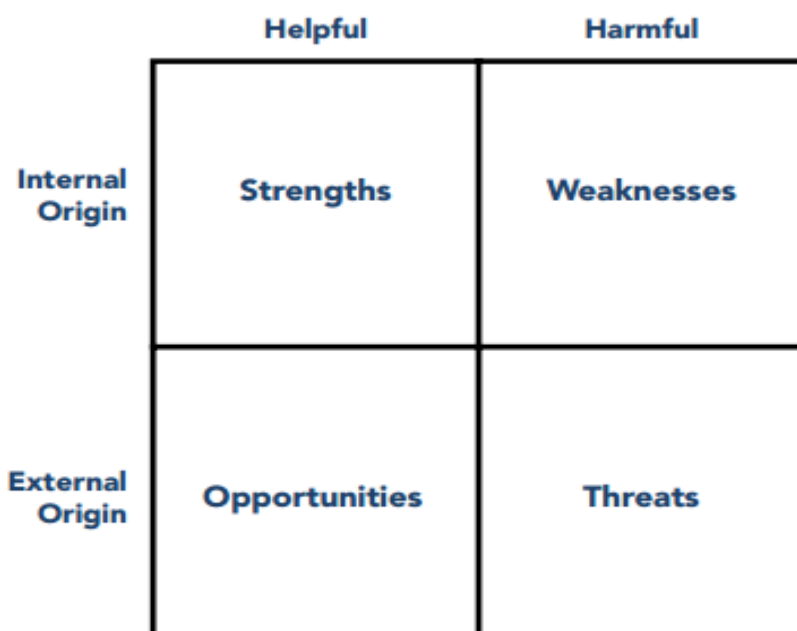 Helpful
Harmful
Internal
Origin
Strengths
Weaknesses
External
Origin
Opportunities
Threats